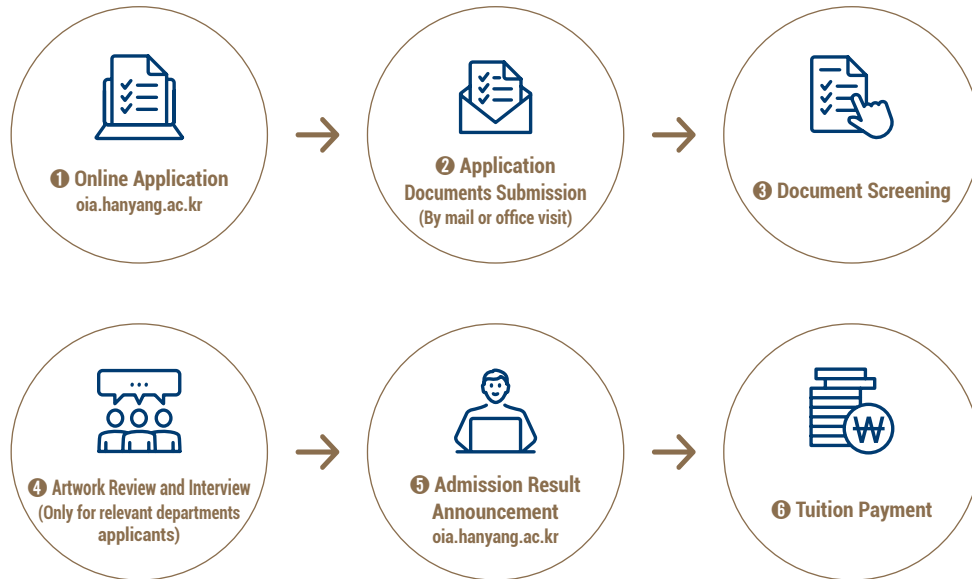 ❶ Online Application
oia.hanyang.ac.kr
❷ Application
Documents Submission
(By mail or office visit)
❸ Document Screening
❹ Artwork Review and Interview
(Only for relevant departments
applicants)
❺ Admission Result
Announcement
oia.hanyang.ac.kr
₩
❻ Tuition Payment